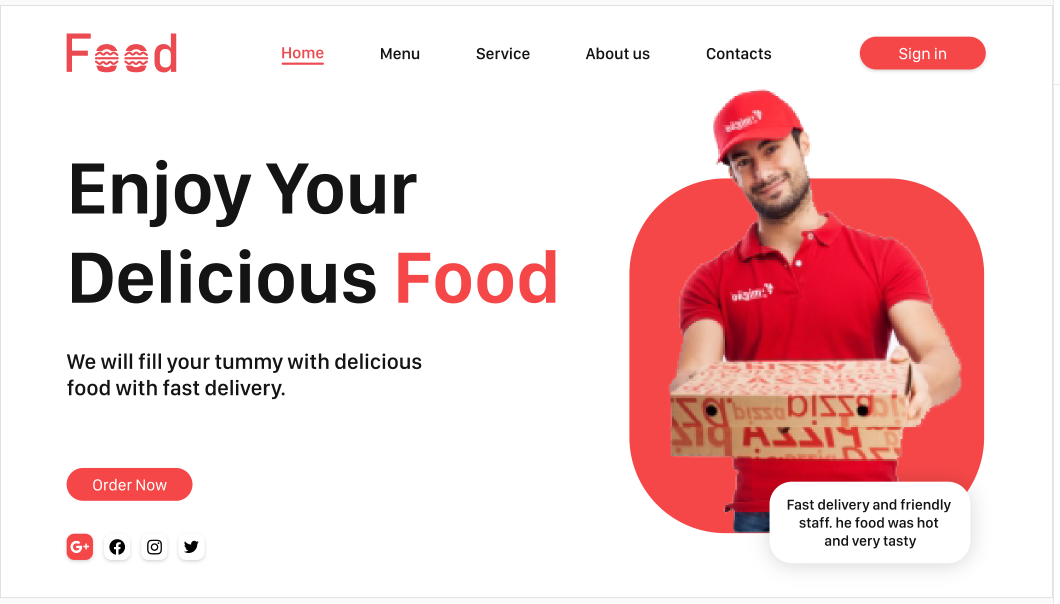 Food
Home
Menu
Service
About us
Contacts
Sign in
Enjoy Your
Delicious Food
We will fill your tummy with delicious
food with fast delivery.
Order Now
G+
pizza
PIZZA
Fast delivery and friendly
staff. he food was hot
and very tasty